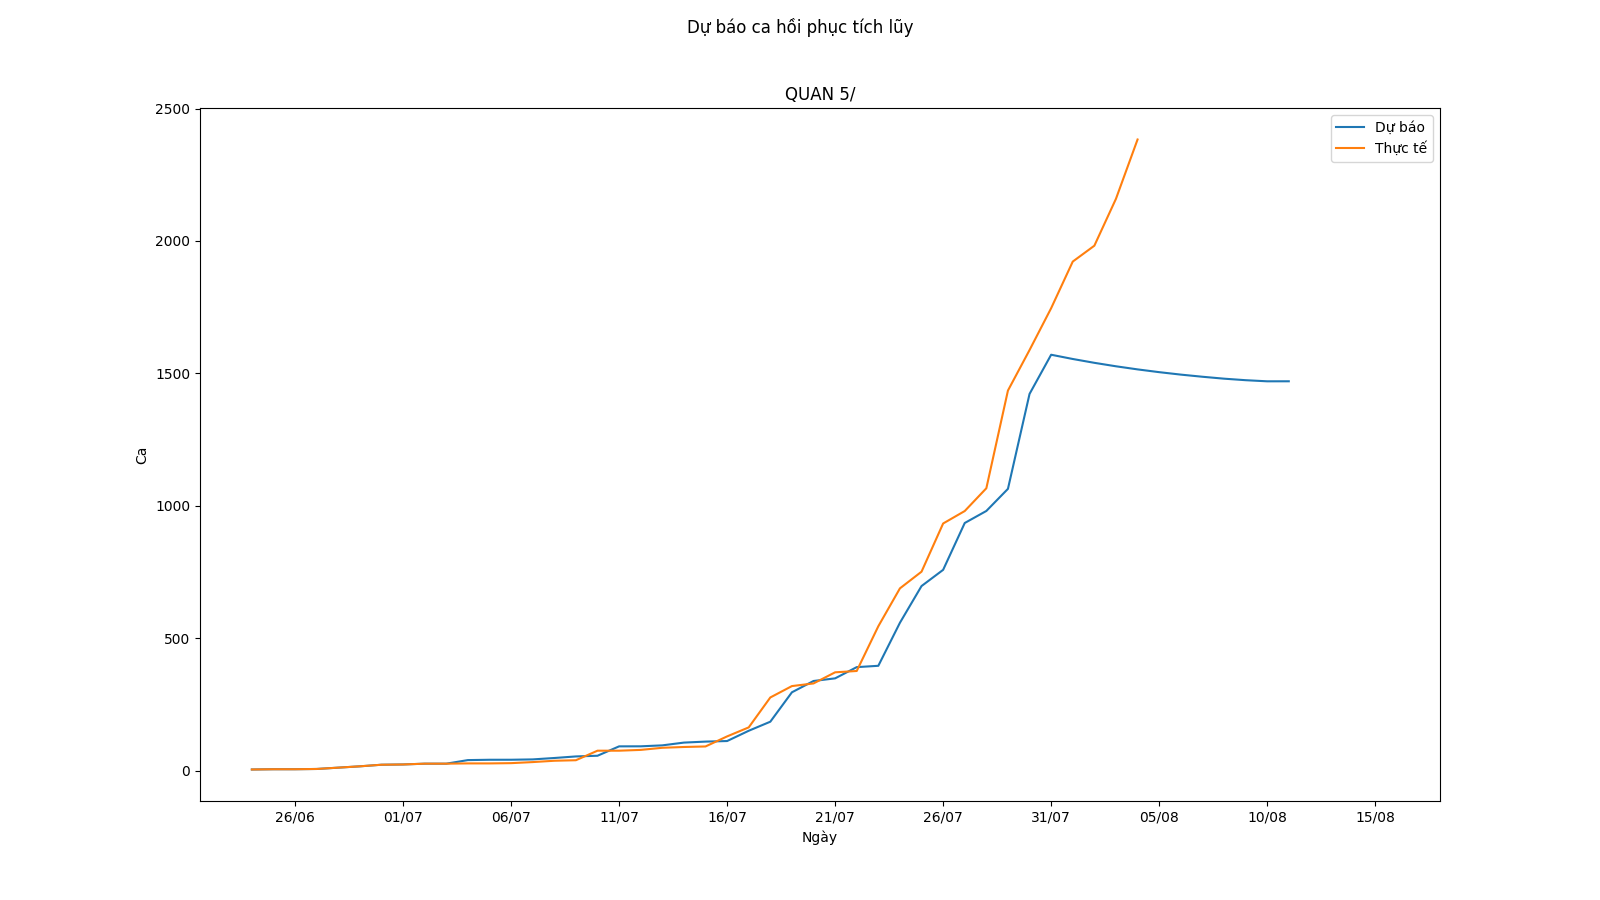 Dự báo ca hồi phục tích lũy
QUAN 5/
2500
2000
1500
1000
500
0
Ca
Dự báo
Thực tế
26/06 01/07 06/07 11/07 16/07 21/07 26/07 31/07 05/08 10/08 15/08
Ngày